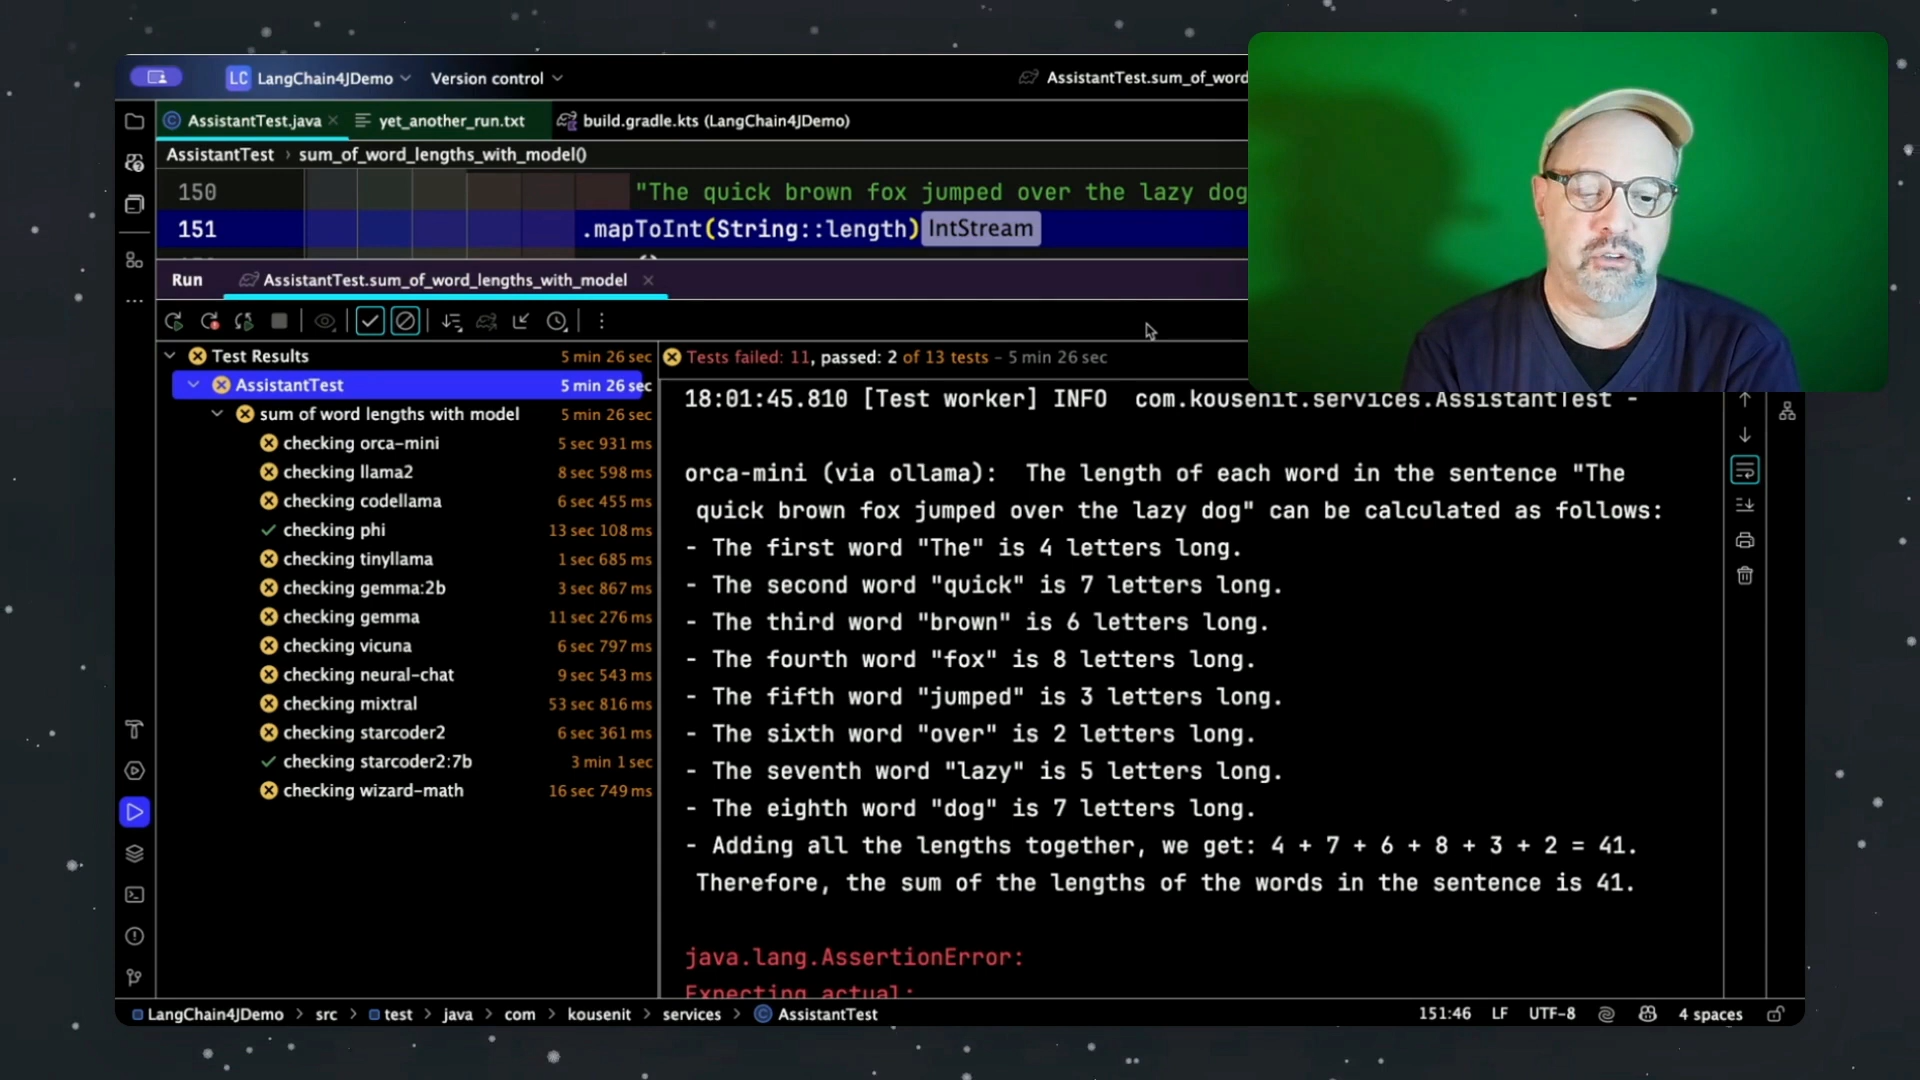 LC LangChain4JDemo Version control AssistantTest.sum_of_word
AssistantTest.java yet_another_run.txt build.gradle.kts (LangChain4JDemo)
AssistantTest sum_of_word_lengths_with_model()
150 "The quick brown fox jumped over the lazy dog
151 .mapToInt(String::length) IntStream
Run AssistantTest.sum_of_word_lengths_with_model
Test Results 5 min 26 sec
AssistantTest 5 min 26 sec
sum of word lengths with model 5 min 26 sec
checking orca-mini 5 sec 931 ms
checking llama2 8 sec 598 ms
checking codellama 6 sec 455 ms
checking phi 13 sec 108 ms
checking tinyllama 1 sec 685 ms
checking gemma:2b 3 sec 867 ms
checking gemma 11 sec 276 ms
checking vicuna 6 sec 797 ms
checking neural-chat 9 sec 543 ms
checking mixtral 53 sec 816 ms
checking starcoder2 6 sec 361 ms
checking starcoder2:7b 3 min 1 sec
checking wizard-math 16 sec 749 ms
Tests failed: 11, passed: 2 of 13 tests – 5 min 26 sec
18:01:45.810 [Test worker] INFO com.kousenit.services.AssistantTest -
orca-mini (via ollama): The length of each word in the sentence "The
quick brown fox jumped over the lazy dog" can be calculated as follows:
- The first word "The" is 4 letters long.
- The second word "quick" is 7 letters long.
- The third word "brown" is 6 letters long.
- The fourth word "fox" is 8 letters long.
- The fifth word "jumped" is 3 letters long.
- The sixth word "over" is 2 letters long.
- The seventh word "lazy" is 5 letters long.
- The eighth word "dog" is 7 letters long.
- Adding all the lengths together, we get: 4 + 7 + 6 + 8 + 3 + 2 = 41.
Therefore, the sum of the lengths of the words in the sentence is 41.
java.lang.AssertionError:
Expecting actual:
LangChain4JDemo src test java com kousenit services AssistantTest 151:46 LF UTF-8 4 spaces